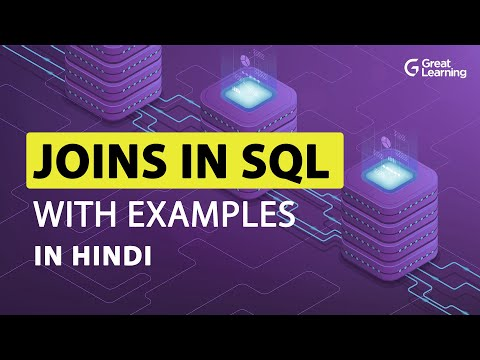 Great
Learning
JOINS IN SQL
WITH EXAMPLES
IN HINDI